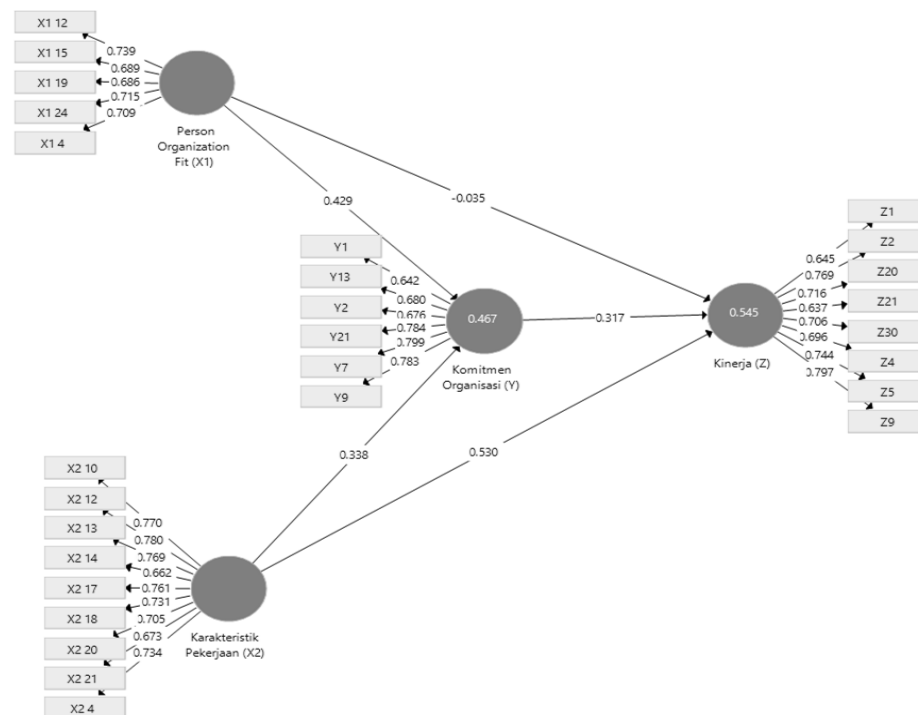 X1 12
X1 15
X1 19
X1 24
X1 4
0.739
0.689
0.686
0.715
0.709
Person
Organization
Fit (X1)
0.429
-0.035
Y1
Y13
Y2
Y21
Y7
Y9
0.642
0.680
0.676
0.784
0.799
0.783
0.467
Komitmen
Organisasi (Y)
0.317
0.545
Kinerja (Z)
0.645
0.769
0.716
0.637
0.706
0.696
0.744
0.797
Z1
Z2
Z20
Z21
Z30
Z4
Z5
Z9
0.338
0.530
X2 10
X2 12
X2 13
X2 14
X2 17
X2 18
X2 20
X2 21
X2 4
0.770
0.780
0.769
0.662
0.761
0.731
0.705
0.673
0.734
Karakteristik
Pekerjaan (X2)